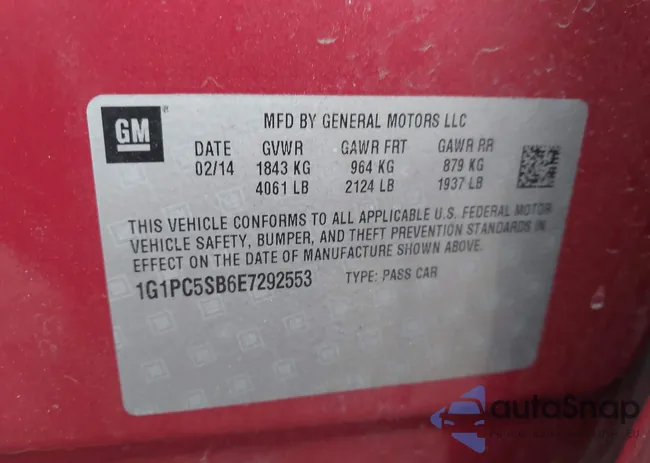 GM
MFD BY GENERAL MOTORS LLC
DATE GVWR GAWR FRT GAWR RR
02/14 1843 KG 964 KG 879 KG
4061 LB 2124 LB 1937 LB
THIS VEHICLE CONFORMS TO ALL APPLICABLE U.S. FEDERAL MOTOR
VEHICLE SAFETY, BUMPER, AND THEFT PREVENTION STANDARDS IN
EFFECT ON THE DATE OF MANUFACTURE SHOWN ABOVE.
1G1PC5SB6E7292553 TYPE: PASS CAR
autoSnap